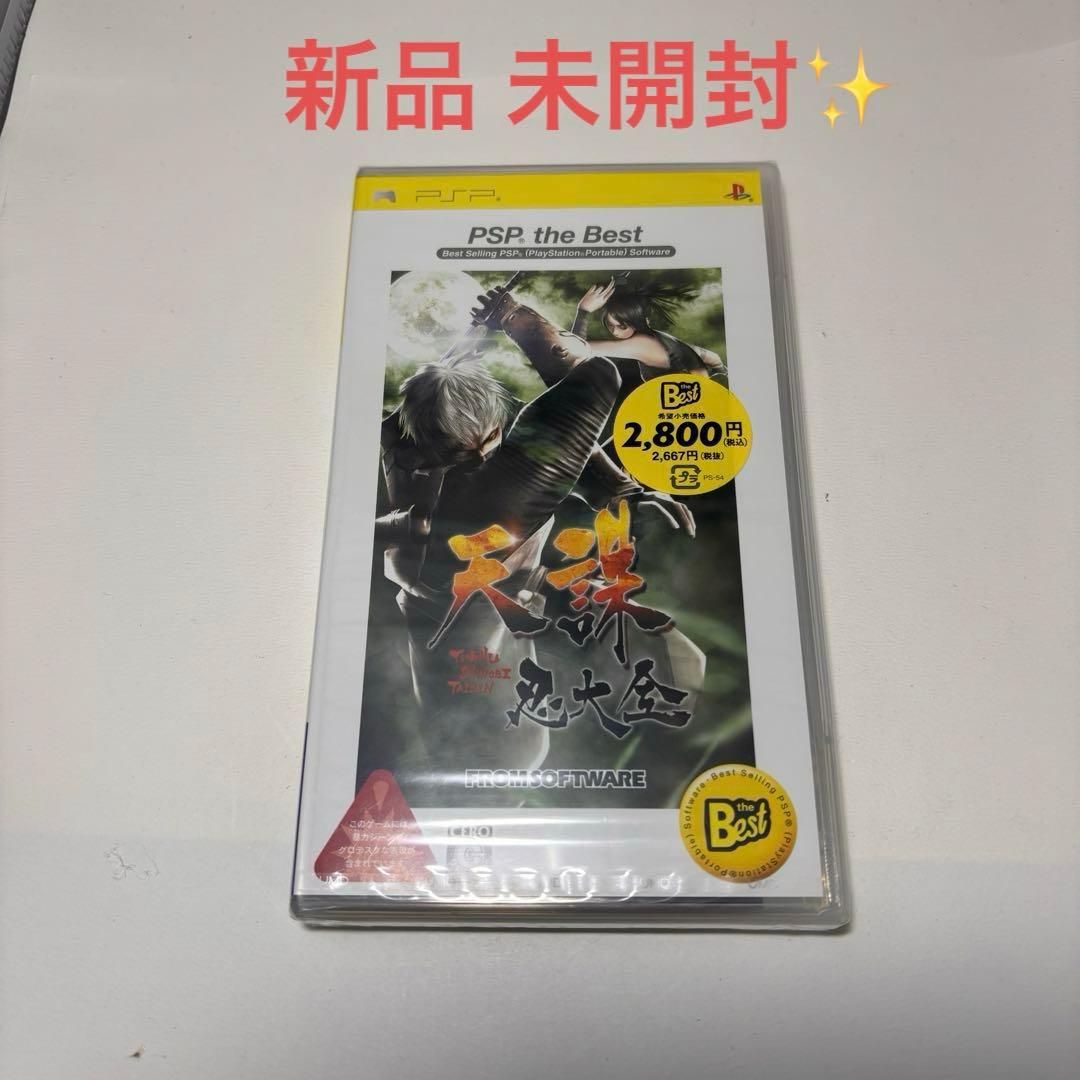 新品 未開封✨
PSP®
PSP® the Best
Best Selling PSP® (PlayStation®Portable) Software
the
Best
希望小売価格
2,800円(税込)
2,667円(税抜)
プラ PS-54
天誅
TENCHU
SHINOBI
TAIZEN
忍大全
FROMSOFTWARE
このゲームには
暴力シーンや
グロテスクな表現が
含まれています。
CERO
UMD
the
Best
Best Selling PSP® (PlayStation®Portable) Software